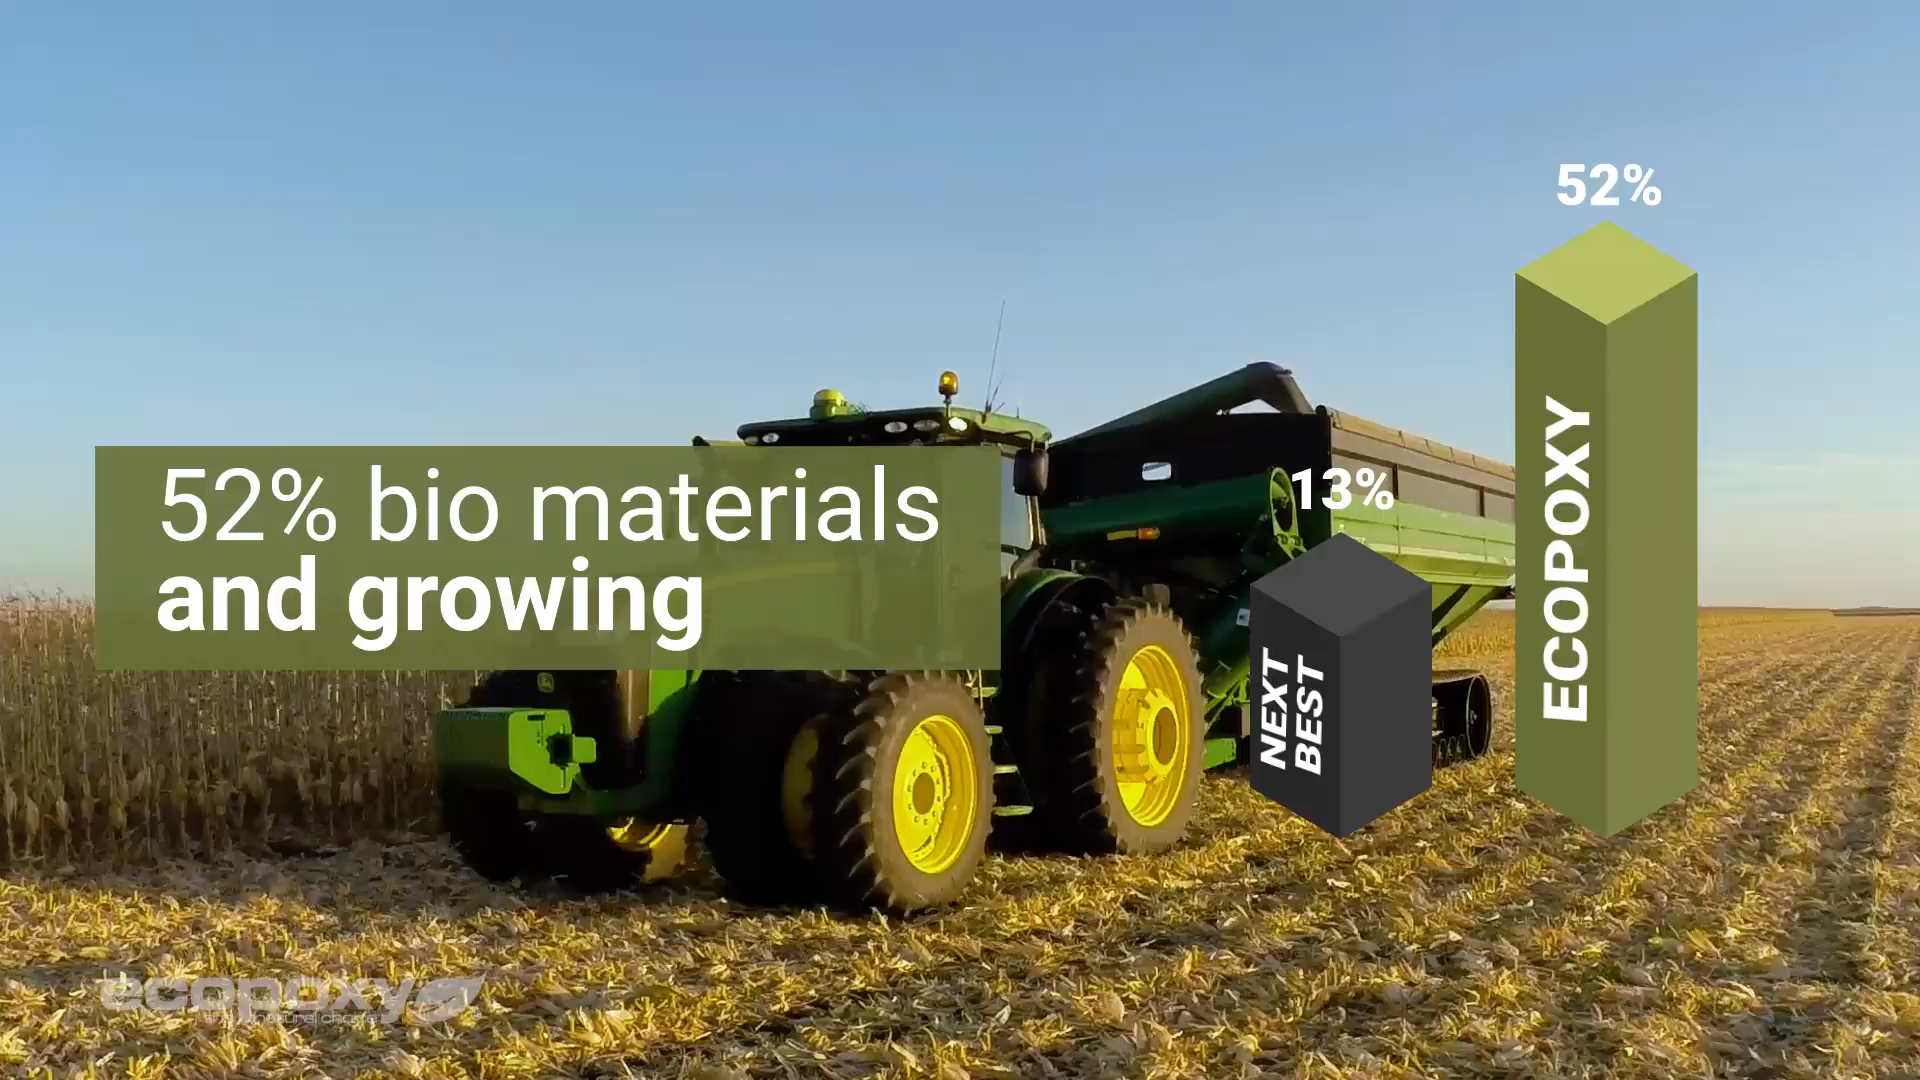 52% bio materials
and growing
13%
NEXT
BEST
52%
ECOPOXY
ecopoxy